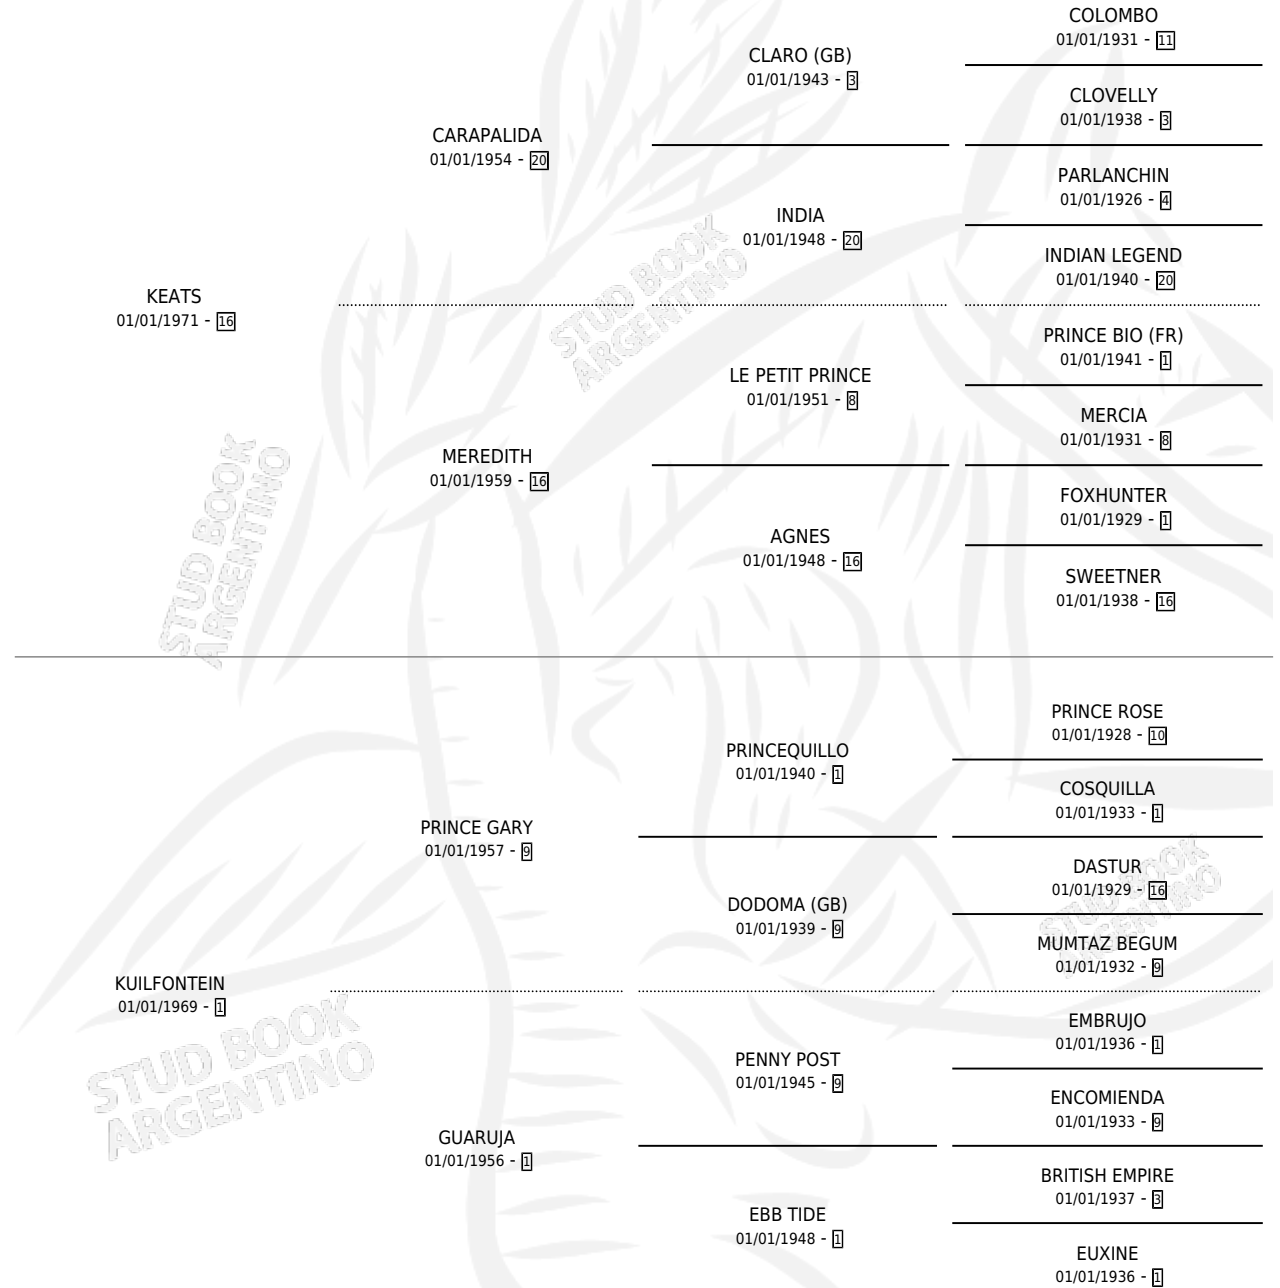 COLOMBO
01/01/1931 - 11
CLARO (GB)
01/01/1943 - 3
CLOVELLY
01/01/1938 - 3
CARAPALIDA
01/01/1954 - 20
PARLANCHIN
01/01/1926 - 4
INDIA
01/01/1948 - 20
INDIAN LEGEND
01/01/1940 - 20
KEATS
01/01/1971 - 16
PRINCE BIO (FR)
01/01/1941 - 1
LE PETIT PRINCE
01/01/1951 - 8
MERCIA
01/01/1931 - 8
MEREDITH
01/01/1959 - 16
FOXHUNTER
01/01/1929 - 1
AGNES
01/01/1948 - 16
SWEETNER
01/01/1938 - 16
PRINCE ROSE
01/01/1928 - 10
PRINCEQUILLO
01/01/1940 - 1
COSQUILLA
01/01/1933 - 1
PRINCE GARY
01/01/1957 - 9
DASTUR
01/01/1929 - 16
DODOMA (GB)
01/01/1939 - 9
MUMTAZ BEGUM
01/01/1932 - 9
KUILFONTEIN
01/01/1969 - 1
EMBRUJO
01/01/1936 - 1
PENNY POST
01/01/1945 - 9
ENCOMIENDA
01/01/1933 - 9
GUARUJA
01/01/1956 - 1
BRITISH EMPIRE
01/01/1937 - 3
EBB TIDE
01/01/1948 - 1
EUXINE
01/01/1936 - 1
STUD BOOK
ARGENTINO
STUD BOOK
ARGENTINO
STUD BOOK
ARGENTINO
STUD BOOK
ARGENTINO